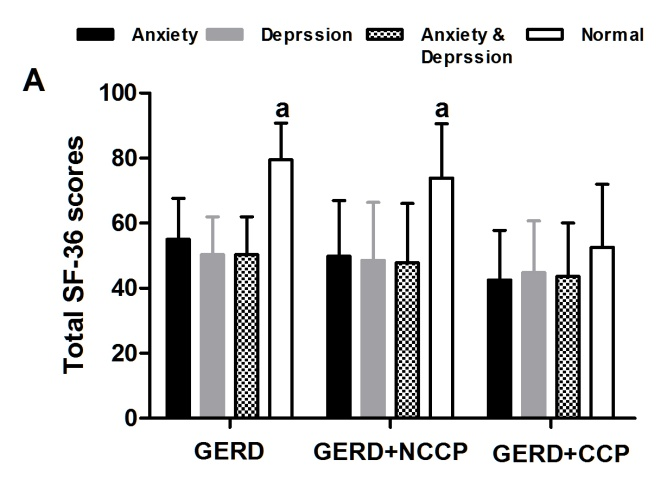 Anxiety Deprssion Anxiety & Normal
Deprssion
A
100
a a
80
60
40
20
0
Total SF-36 scores
GERD GERD+NCCP GERD+CCP